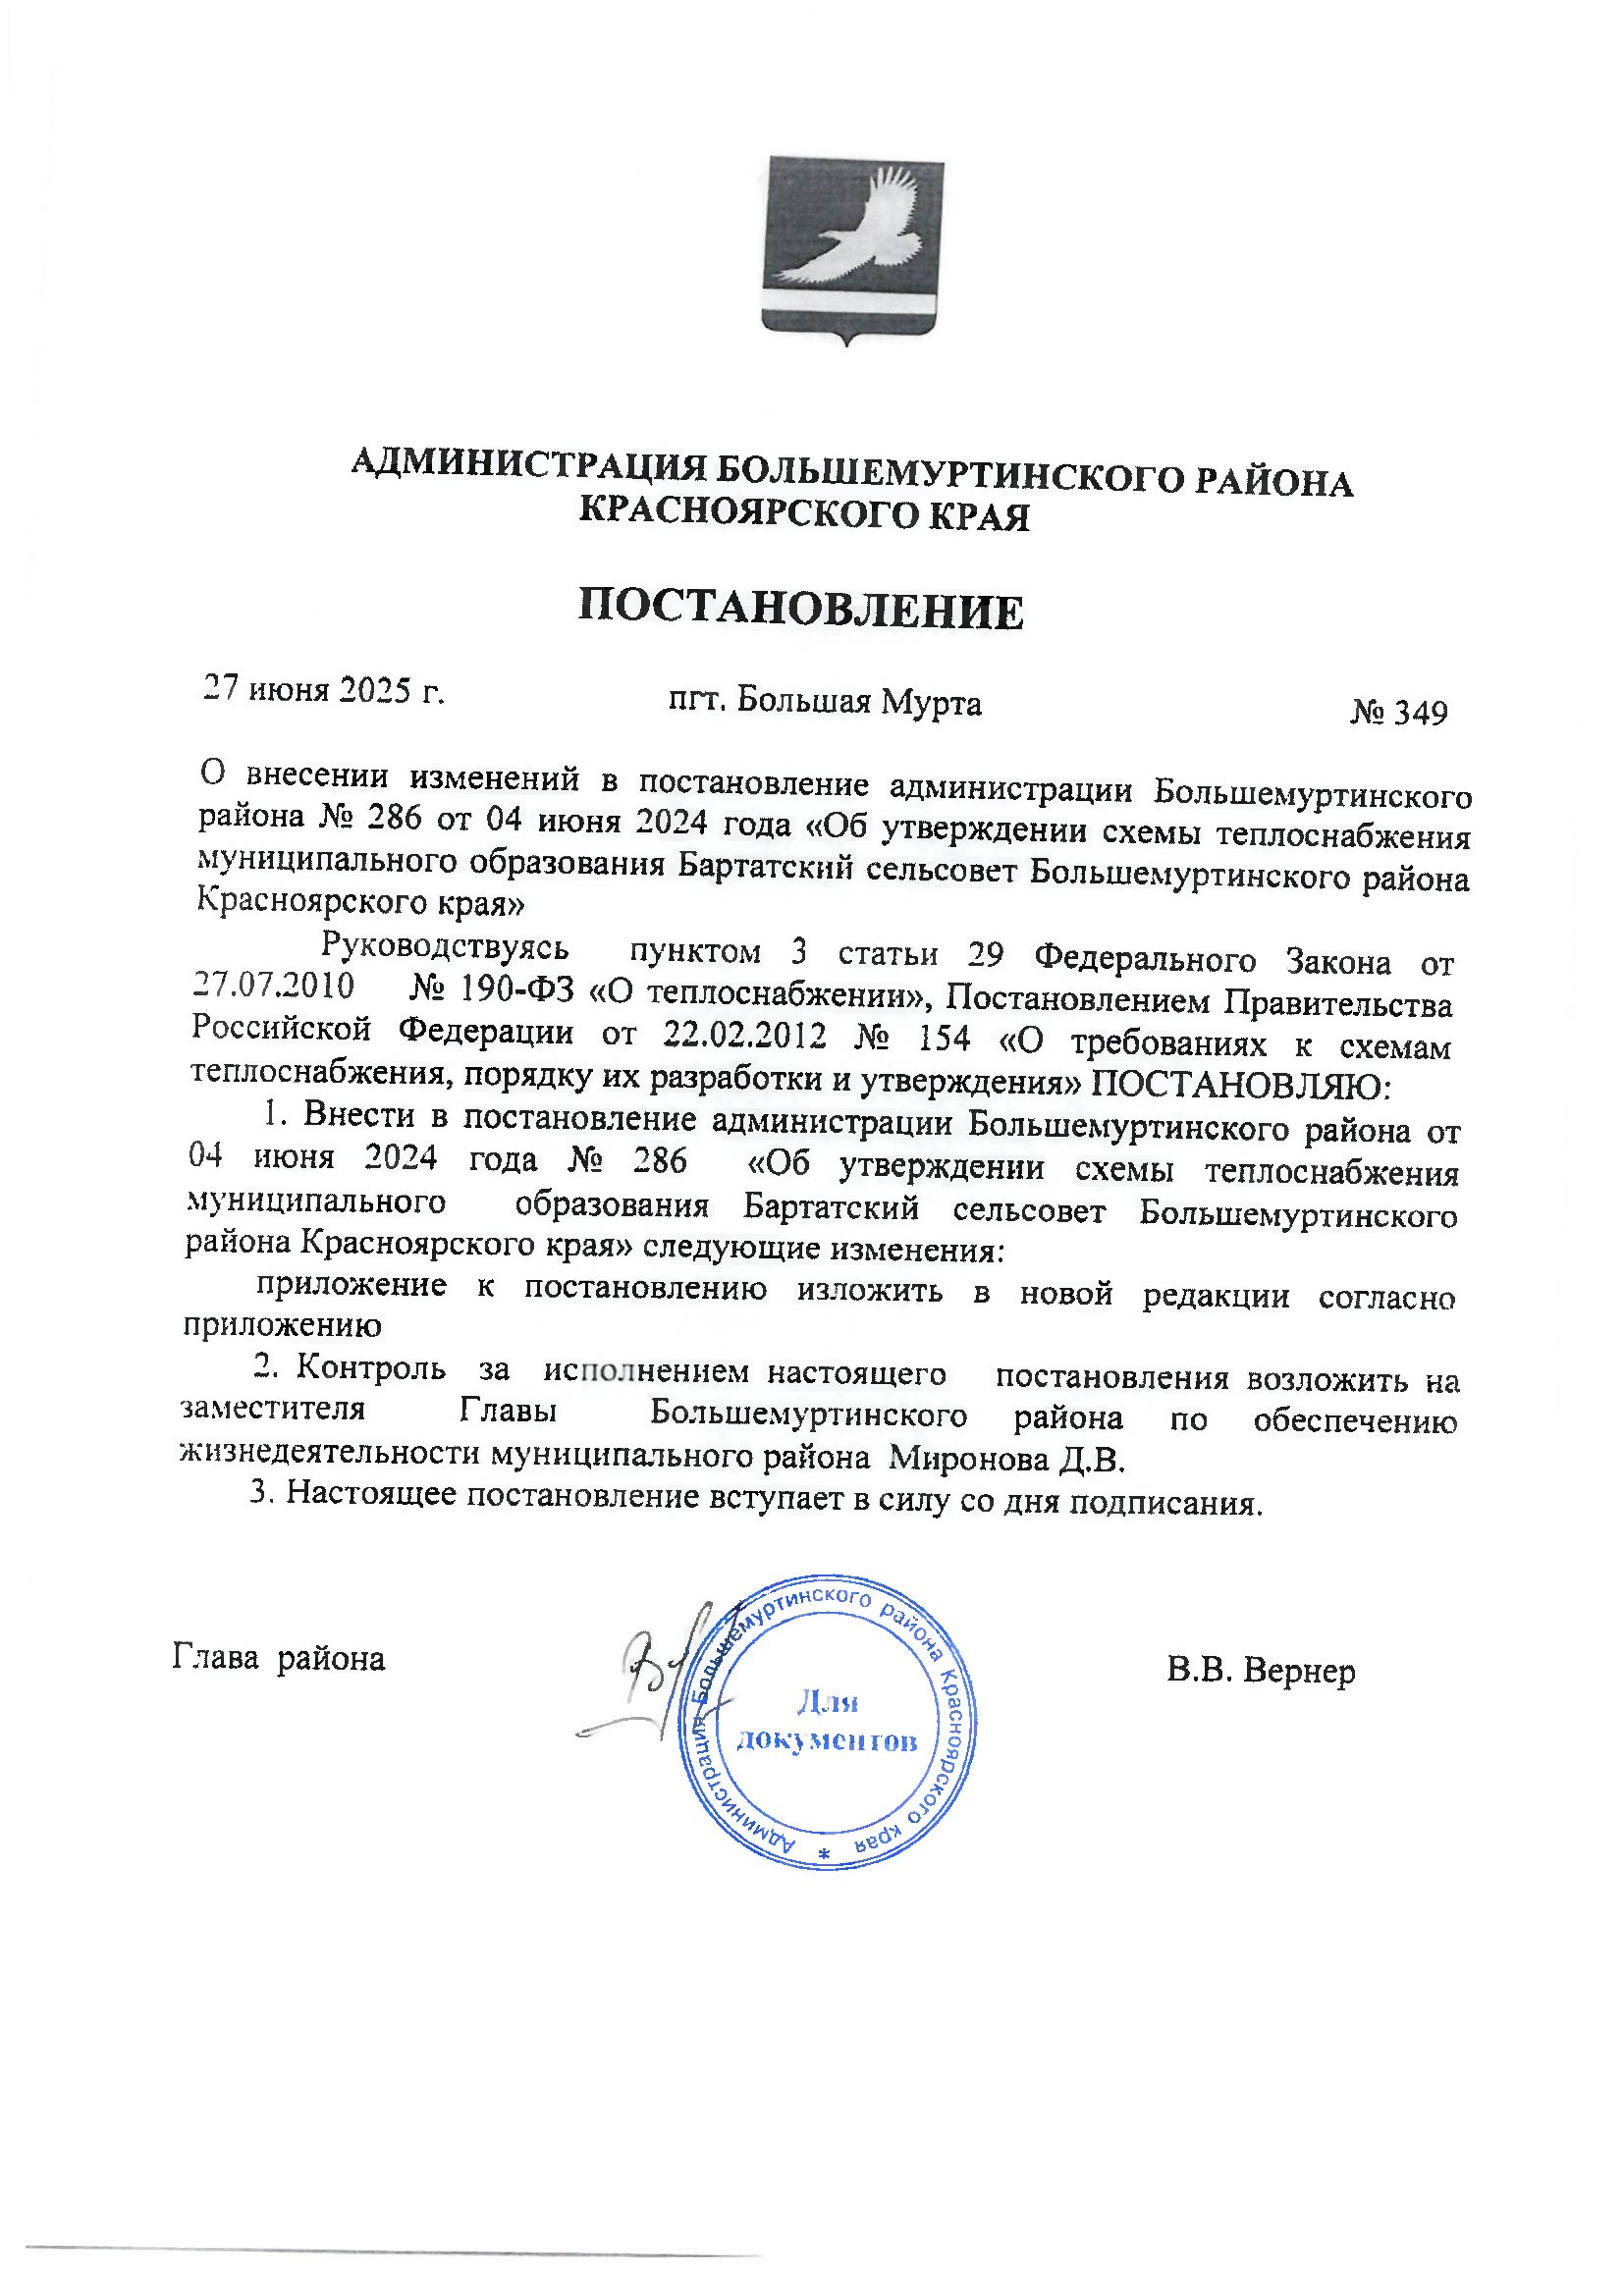 АДМИНИСТРАЦИЯ БОЛЬШЕМУРТИНСКОГО РАЙОНА
КРАСНОЯРСКОГО КРАЯ
ПОСТАНОВЛЕНИЕ
27 июня 2025 г. пгт. Большая Мурта № 349
О внесении изменений в постановление администрации Большемуртинского
района № 286 от 04 июня 2024 года «Об утверждении схемы теплоснабжения
муниципального образования Бартатский сельсовет Большемуртинского района
Красноярского края»
Руководствуясь пунктом 3 статьи 29 Федерального Закона от
27.07.2010 № 190-ФЗ «О теплоснабжении», Постановлением Правительства
Российской Федерации от 22.02.2012 № 154 «О требованиях к схемам
теплоснабжения, порядку их разработки и утверждения» ПОСТАНОВЛЯЮ:
1. Внести в постановление администрации Большемуртинского района от
04 июня 2024 года № 286 «Об утверждении схемы теплоснабжения
муниципального образования Бартатский сельсовет Большемуртинского
района Красноярского края» следующие изменения:
приложение к постановлению изложить в новой редакции согласно
приложению
2. Контроль за исполнением настоящего постановления возложить на
заместителя Главы Большемуртинского района по обеспечению
жизнедеятельности муниципального района Миронова Д.В.
3. Настоящее постановление вступает в силу со дня подписания.
Глава района В.В. Вернер
Администрация Большемуртинского района Красноярского края *
Для
документов